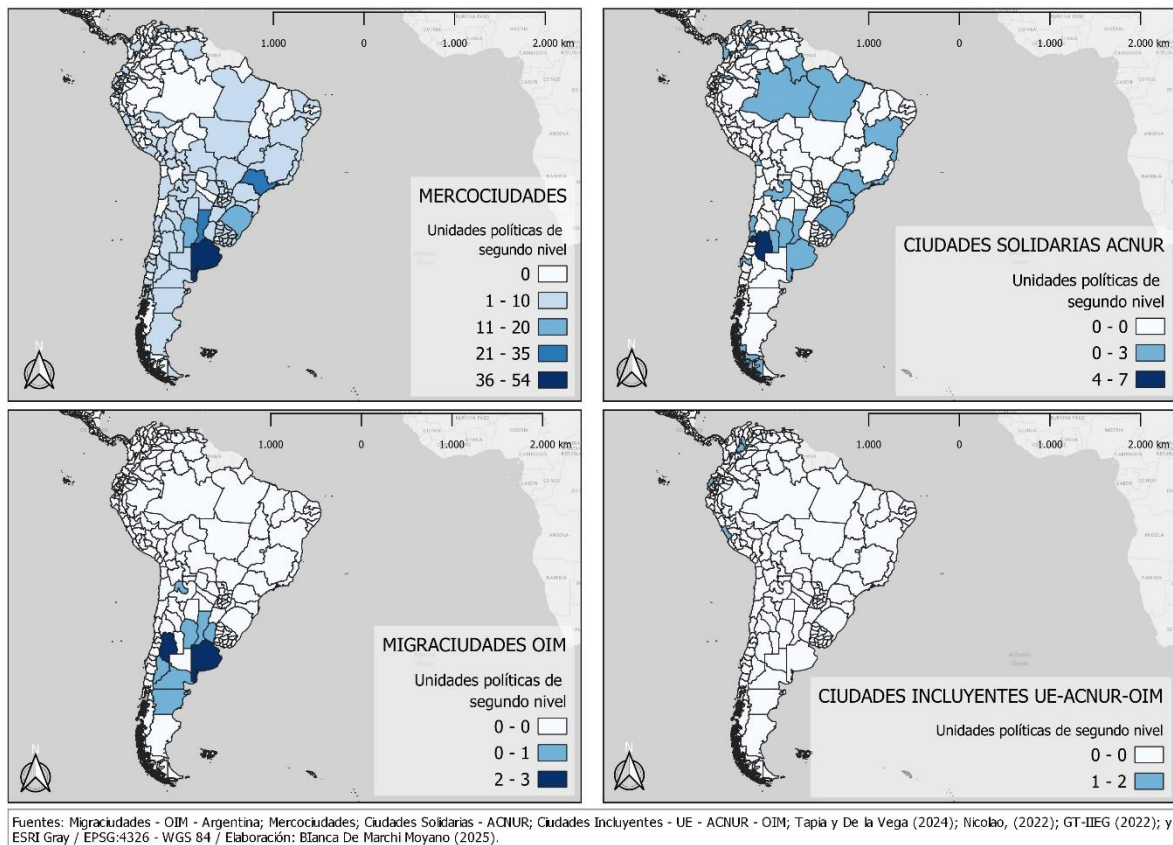 1.000 0 1.000 2.000 km
MERCOCIUDADES
Unidades políticas de
segundo nivel
0
1 - 10
11 - 20
21 - 35
36 - 54
N
1.000 0 1.000 2.000 km
CIUDADES SOLIDARIAS ACNUR
Unidades políticas de
segundo nivel
0 - 0
0 - 3
4 - 7
N
1.000 0 1.000 2.000 km
MIGRACIUDADES OIM
Unidades políticas de
segundo nivel
0 - 0
0 - 1
2 - 3
N
1.000 0 1.000 2.000 km
CIUDADES INCLUYENTES UE-ACNUR-OIM
Unidades políticas de segundo nivel
0 - 0
1 - 2
N
Fuentes: Migraciudades - OIM - Argentina; Mercociudades; Ciudades Solidarias - ACNUR; Ciudades Incluyentes - UE - ACNUR - OIM; Tapia y De la Vega (2024); Nicolao, (2022); GT-IIEG (2022); y
ESRI Gray / EPSG:4326 - WGS 84 / Elaboración: BIanca De Marchi Moyano (2025).